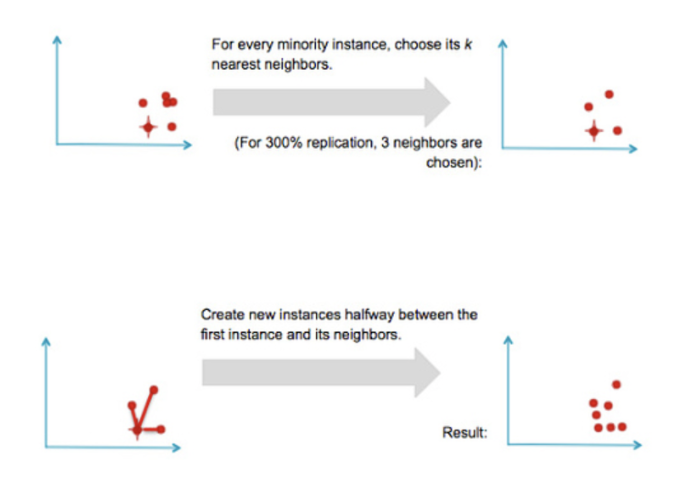 For every minority instance, choose its k
nearest neighbors.
(For 300% replication, 3 neighbors are
chosen):
Create new instances halfway between the
first instance and its neighbors.
Result: